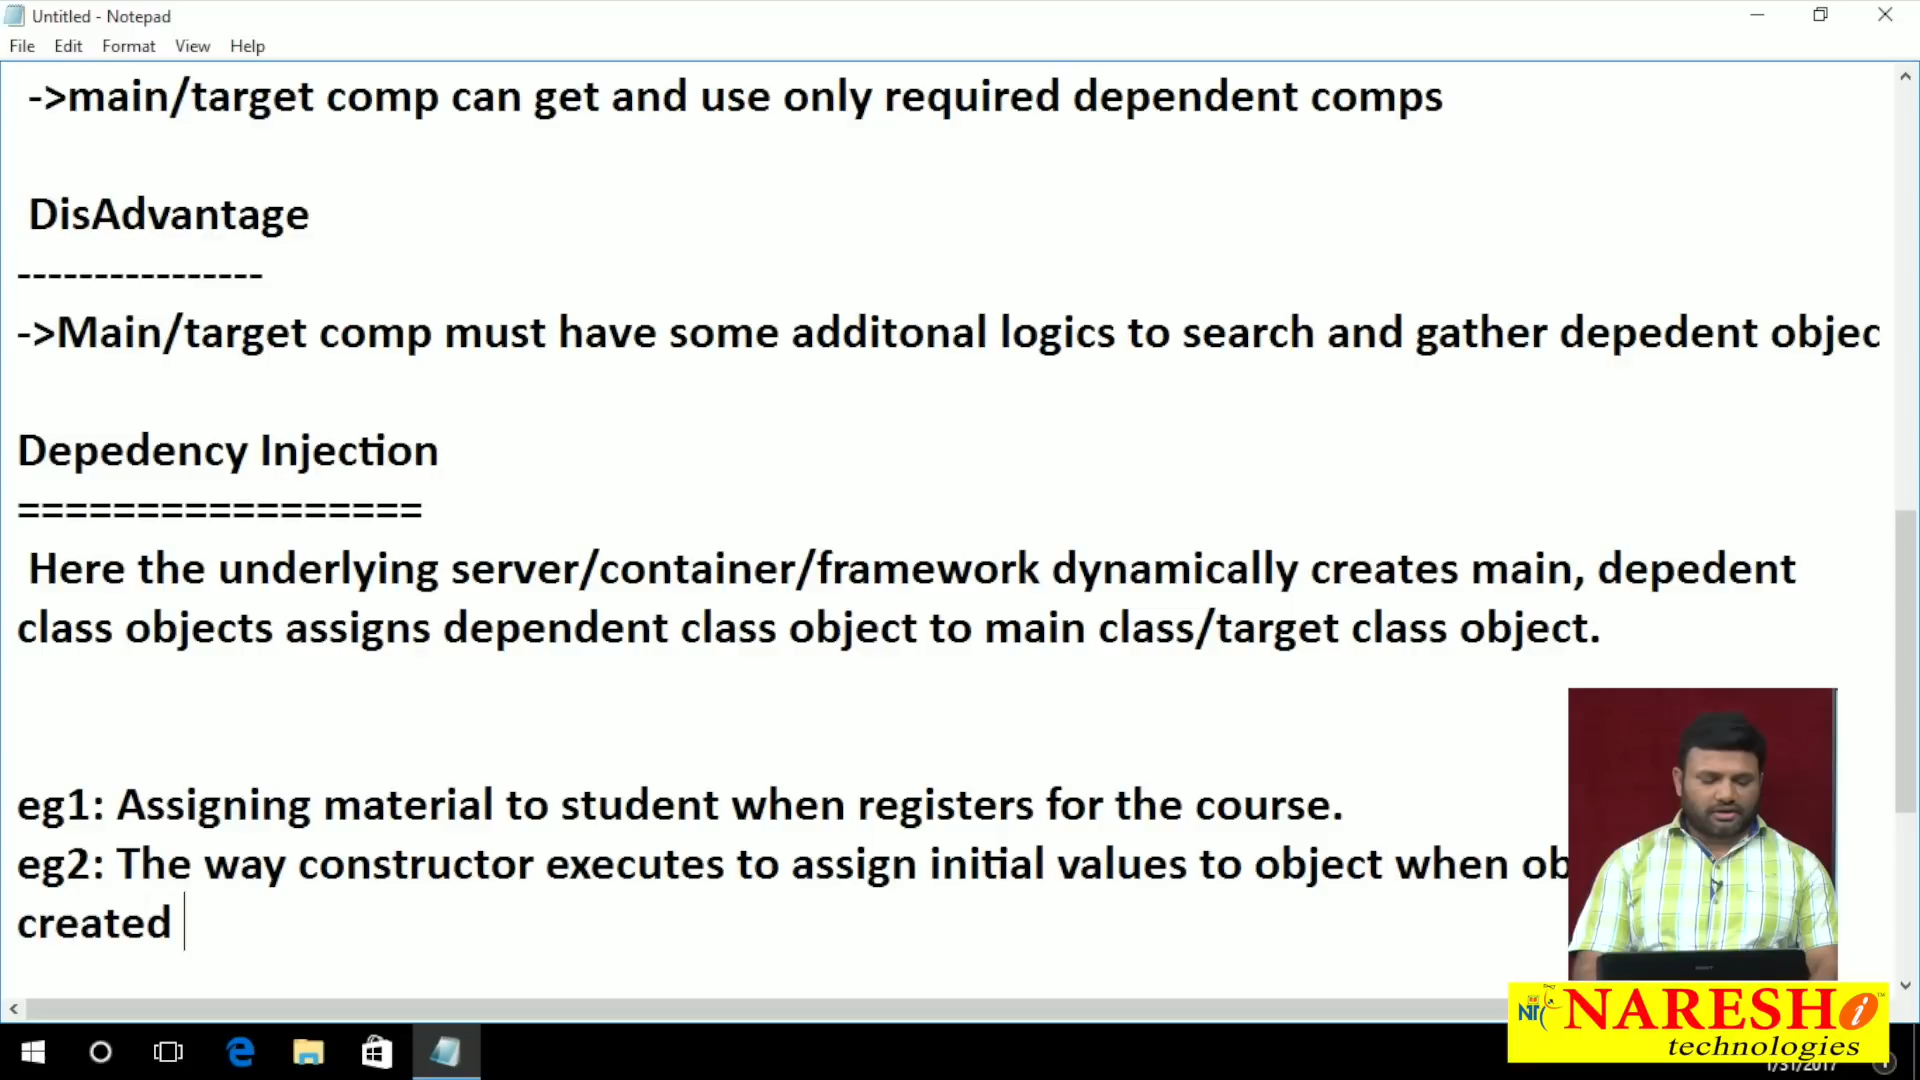 Untitled - Notepad
File Edit Format View Help
->main/target comp can get and use only required dependent comps
DisAdvantage
---------------
->Main/target comp must have some additonal logics to search and gather depedent objec
Depedency Injection
=================
Here the underlying server/container/framework dynamically creates main, depedent
class objects assigns dependent class object to main class/target class object.
eg1: Assigning material to student when registers for the course.
eg2: The way constructor executes to assign initial values to object when ob
created
NT
NARESH i
technologies
1/31/2017